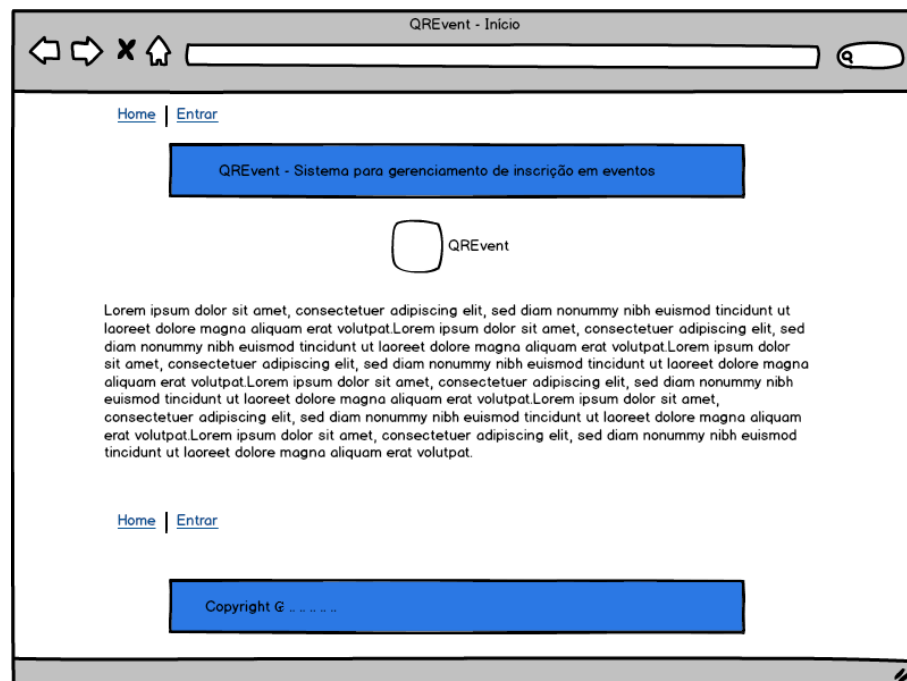 QREvent - Início
Home | Entrar
QREvent - Sistema para gerenciamento de inscrição em eventos
QREvent
Lorem ipsum dolor sit amet, consectetuer adipiscing elit, sed diam nonummy nibh euismod tincidunt ut
laoreet dolore magna aliquam erat volutpat.Lorem ipsum dolor sit amet, consectetuer adipiscing elit, sed
diam nonummy nibh euismod tincidunt ut laoreet dolore magna aliquam erat volutpat.Lorem ipsum dolor
sit amet, consectetuer adipiscing elit, sed diam nonummy nibh euismod tincidunt ut laoreet dolore magna
aliquam erat volutpat.Lorem ipsum dolor sit amet, consectetuer adipiscing elit, sed diam nonummy nibh
euismod tincidunt ut laoreet dolore magna aliquam erat volutpat.Lorem ipsum dolor sit amet,
consectetuer adipiscing elit, sed diam nonummy nibh euismod tincidunt ut laoreet dolore magna aliquam
erat volutpat.Lorem ipsum dolor sit amet, consectetuer adipiscing elit, sed diam nonummy nibh euismod
tincidunt ut laoreet dolore magna aliquam erat volutpat.
Home | Entrar
Copyright